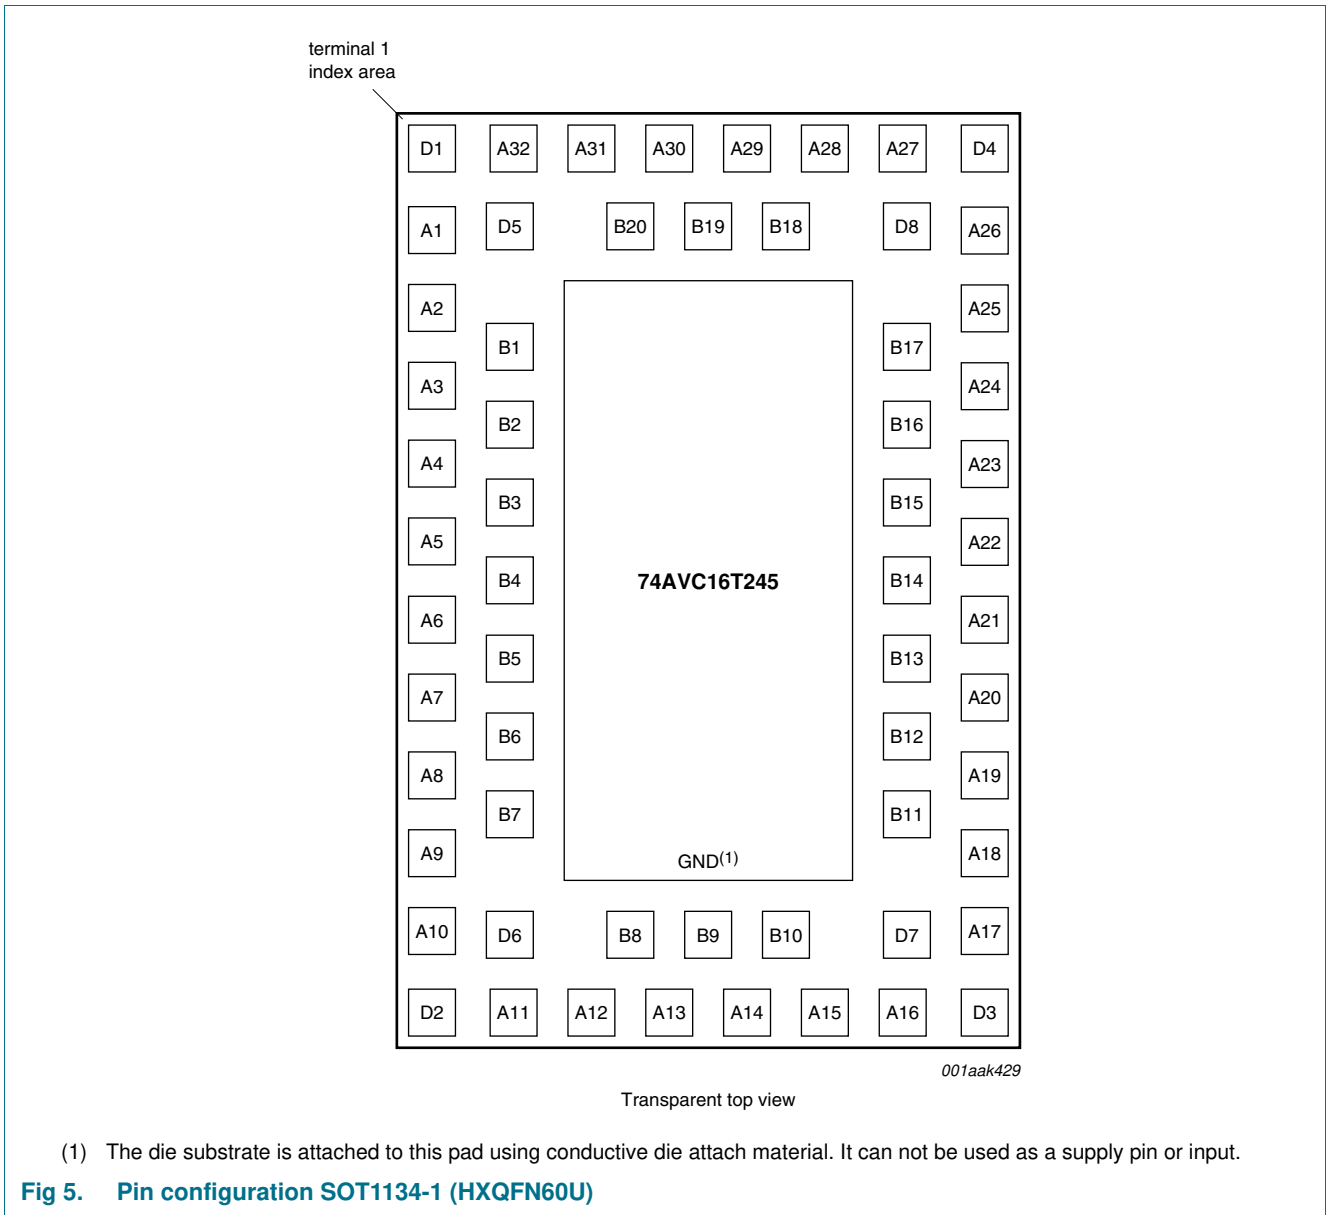 terminal 1
index area
D1 A32 A31 A30 A29 A28 A27 D4
A1 D5 B20 B19 B18 D8 A26
A2 A25
B1 B17
A3 A24
B2 B16
A4 A23
B3 B15
A5 A22
B4 74AVC16T245 B14
A6 A21
B5 B13
A7 A20
B6 B12
A8 A19
B7 B11
A9 A18
GND(1)
A10 D6 B8 B9 B10 D7 A17
D2 A11 A12 A13 A14 A15 A16 D3
001aak429
Transparent top view
(1) The die substrate is attached to this pad using conductive die attach material. It can not be used as a supply pin or input.
Fig 5. Pin configuration SOT1134-1 (HXQFN60U)